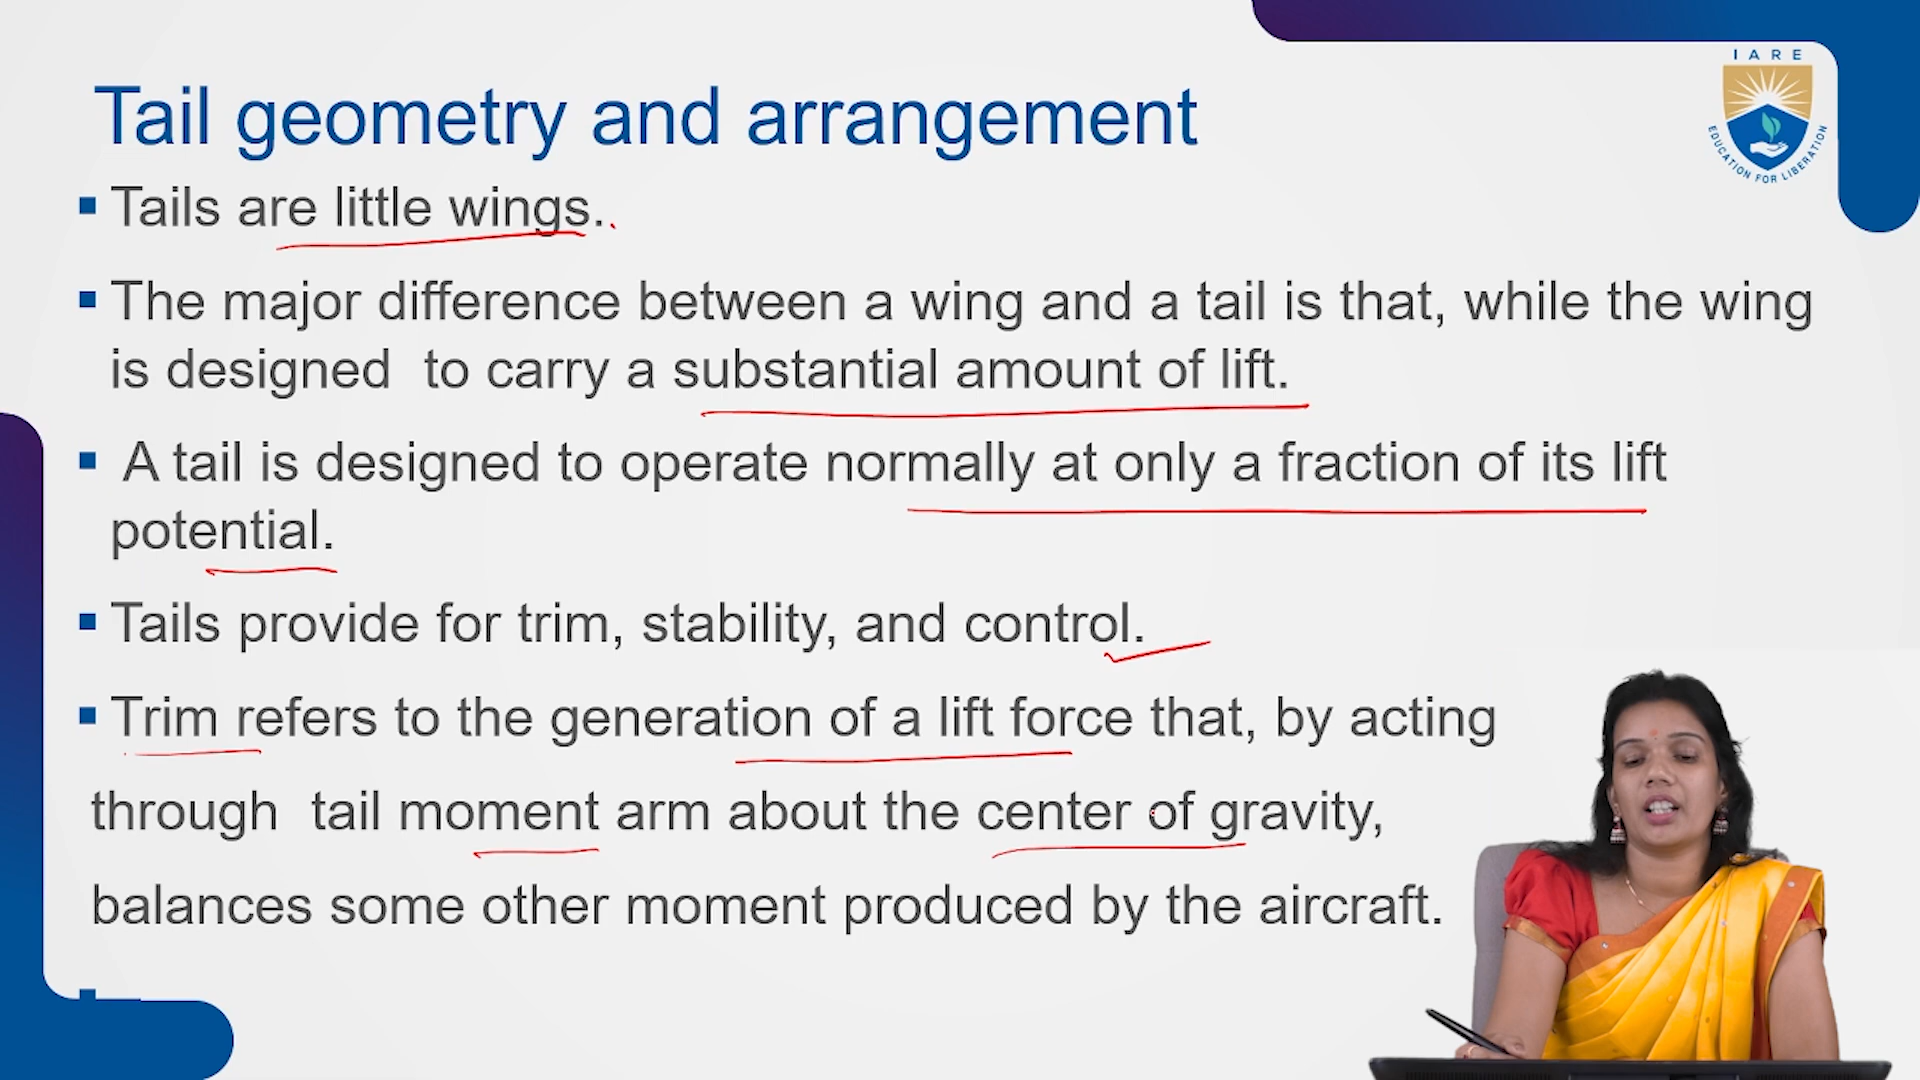 IARE
EDUCATION FOR LIBERATION
Tail geometry and arrangement
Tails are little wings.
The major difference between a wing and a tail is that, while the wing
is designed to carry a substantial amount of lift.
A tail is designed to operate normally at only a fraction of its lift
potential.
Tails provide for trim, stability, and control.
Trim refers to the generation of a lift force that, by acting
through tail moment arm about the center of gravity,
balances some other moment produced by the aircraft.